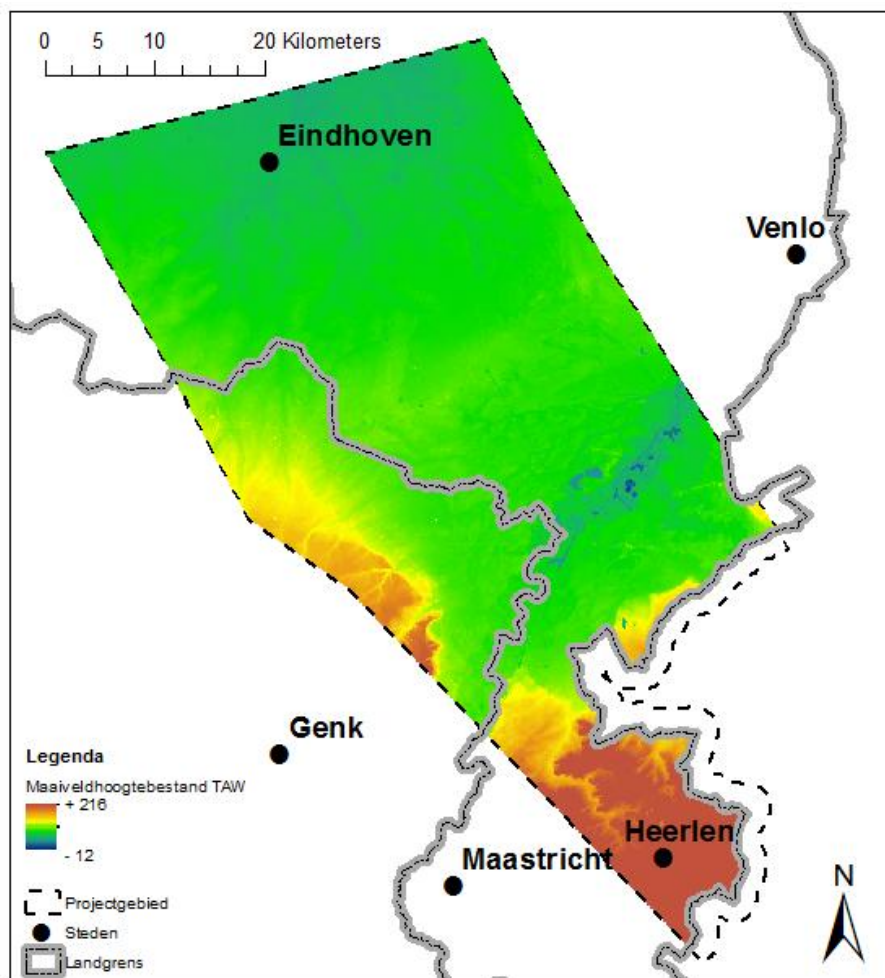 0 5 10 20 Kilometers
Eindhoven
Venlo
Genk
Legenda
Maaiveldhoogtebestand TAW
+ 216
- 12
Heerlen
Maastricht
Projectgebied
Steden
Landgrens
N